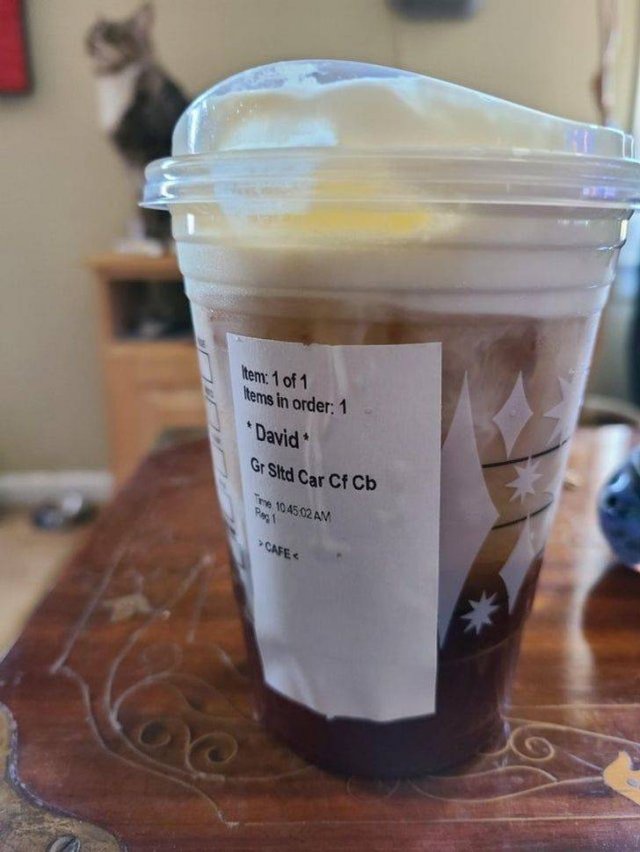 Item: 1 of 1
Items in order: 1
* David *
Gr Sltd Car Cf Cb
Time 10:45:02 AM
Reg 1
> CAFE <